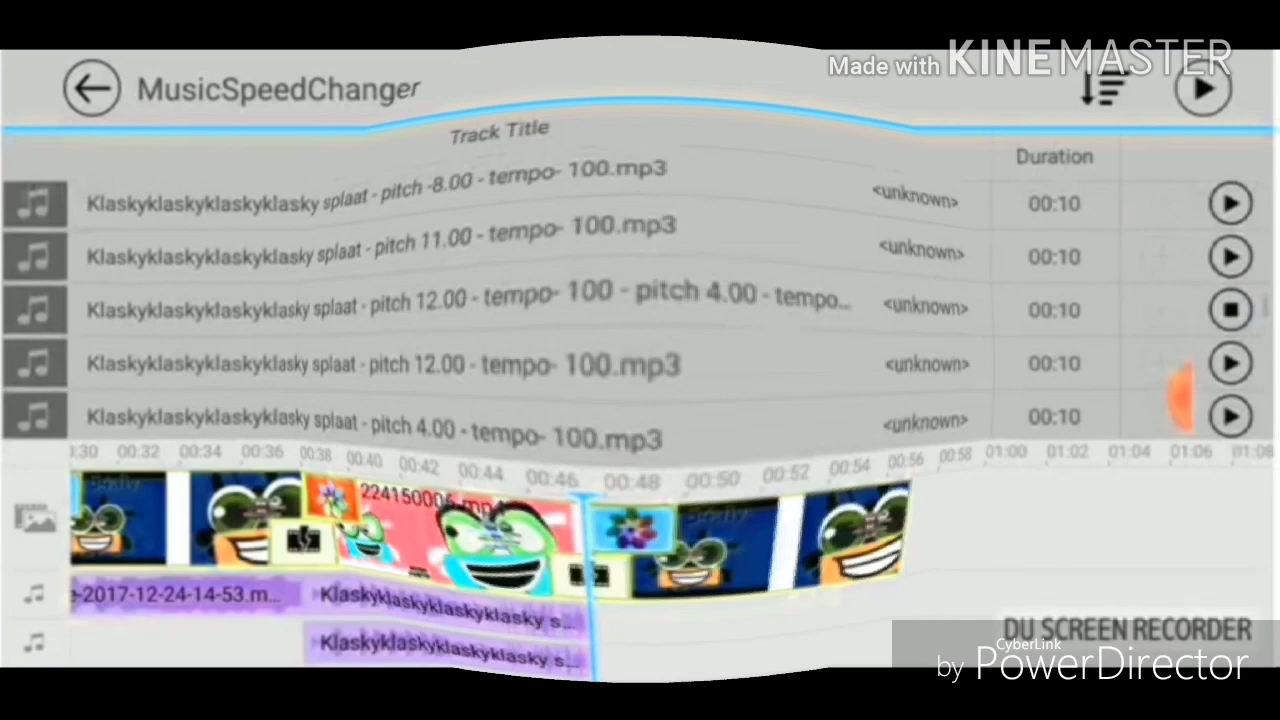 Made with KINEMASTER
MusicSpeedChanger
Track Title
Duration
Klaskyklaskyklaskyklasky splaat - pitch -8.00 - tempo- 100.mp3 <unknown> 00:10
Klaskyklaskyklaskyklasky splaat - pitch 11.00 - tempo- 100.mp3 <unknown> 00:10
Klaskyklaskyklaskyklasky splaat - pitch 12.00 - tempo- 100 - pitch 4.00 - tempo... <unknown> 00:10
Klaskyklaskyklaskyklasky splaat - pitch 12.00 - tempo- 100.mp3 <unknown> 00:10
Klaskyklaskyklaskyklasky splaat - pitch 4.00 - tempo- 100.mp3 <unknown> 00:10
:30 00:32 00:34 00:36 00:38 00:40 00:42 00:44 00:46 00:48 00:50 00:52 00:54 00:56 00:58 01:00 01:02 01:04 01:06 01:08
224150006.mp4
-2017-12-24-14-53.m... Klaskyklaskyklaskyklasky s...
Klaskyklaskyklaskyklasky s...
DU SCREEN RECORDER
CyberLink
by PowerDirector